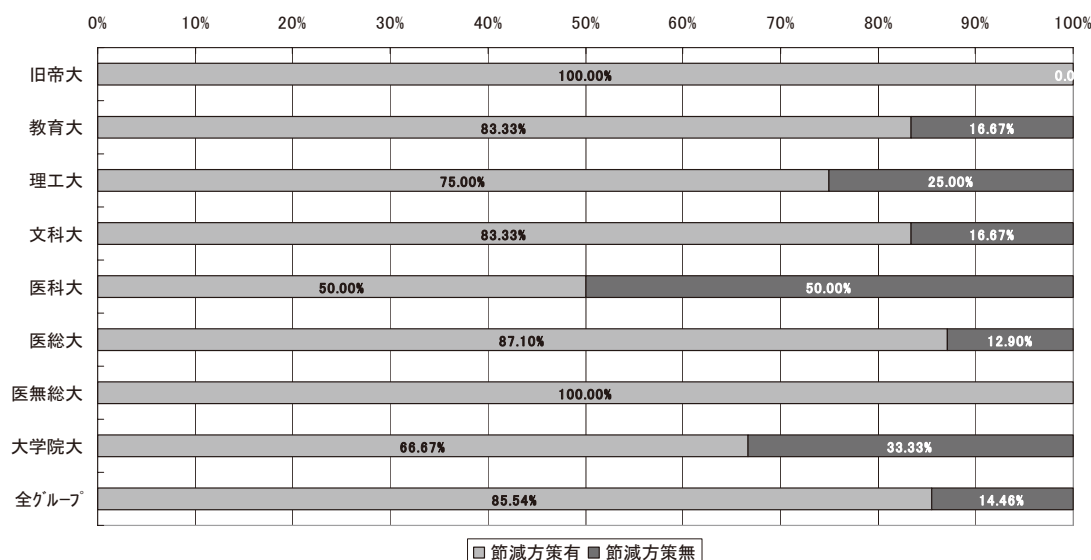 0% 10% 20% 30% 40% 50% 60% 70% 80% 90% 100%
旧帝大 100.00% 0.0
教育大 83.33% 16.67%
理工大 75.00% 25.00%
文科大 83.33% 16.67%
医科大 50.00% 50.00%
医総大 87.10% 12.90%
医無総大 100.00%
大学院大 66.67% 33.33%
全グループ 85.54% 14.46%
節減方策有 節減方策無